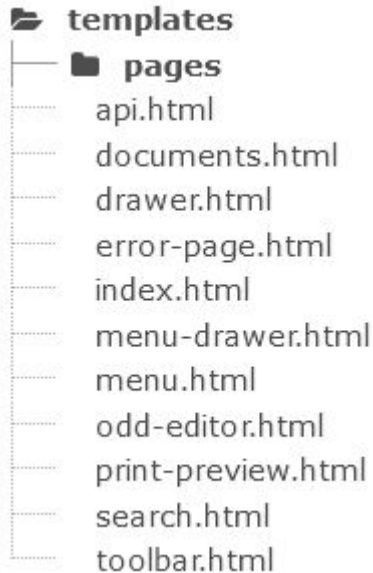 templates
pages
api.html
documents.html
drawer.html
error-page.html
index.html
menu-drawer.html
menu.html
odd-editor.html
print-preview.html
search.html
toolbar.html